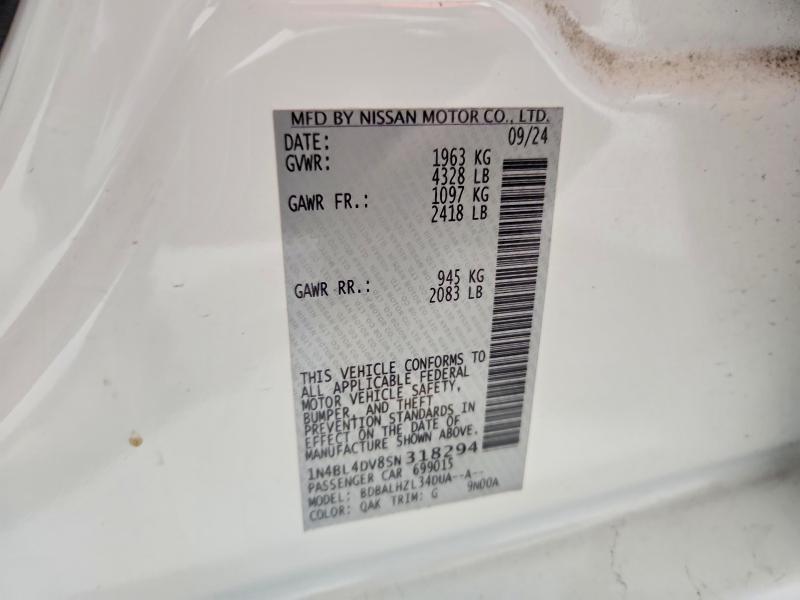 MFD BY NISSAN MOTOR CO., LTD.
DATE: 09/24
GVWR: 1963 KG
4328 LB
GAWR FR.: 1097 KG
2418 LB
GAWR RR.: 945 KG
2083 LB
THIS VEHICLE CONFORMS TO
ALL APPLICABLE FEDERAL
MOTOR VEHICLE SAFETY,
BUMPER, AND THEFT
PREVENTION STANDARDS IN
EFFECT ON THE DATE OF
MANUFACTURE SHOWN ABOVE.
1N4BL4DV8SN318294
PASSENGER CAR 699015
MODEL: BDBALHZL34DUA--A-- 9N00A
COLOR: QAK TRIM: G